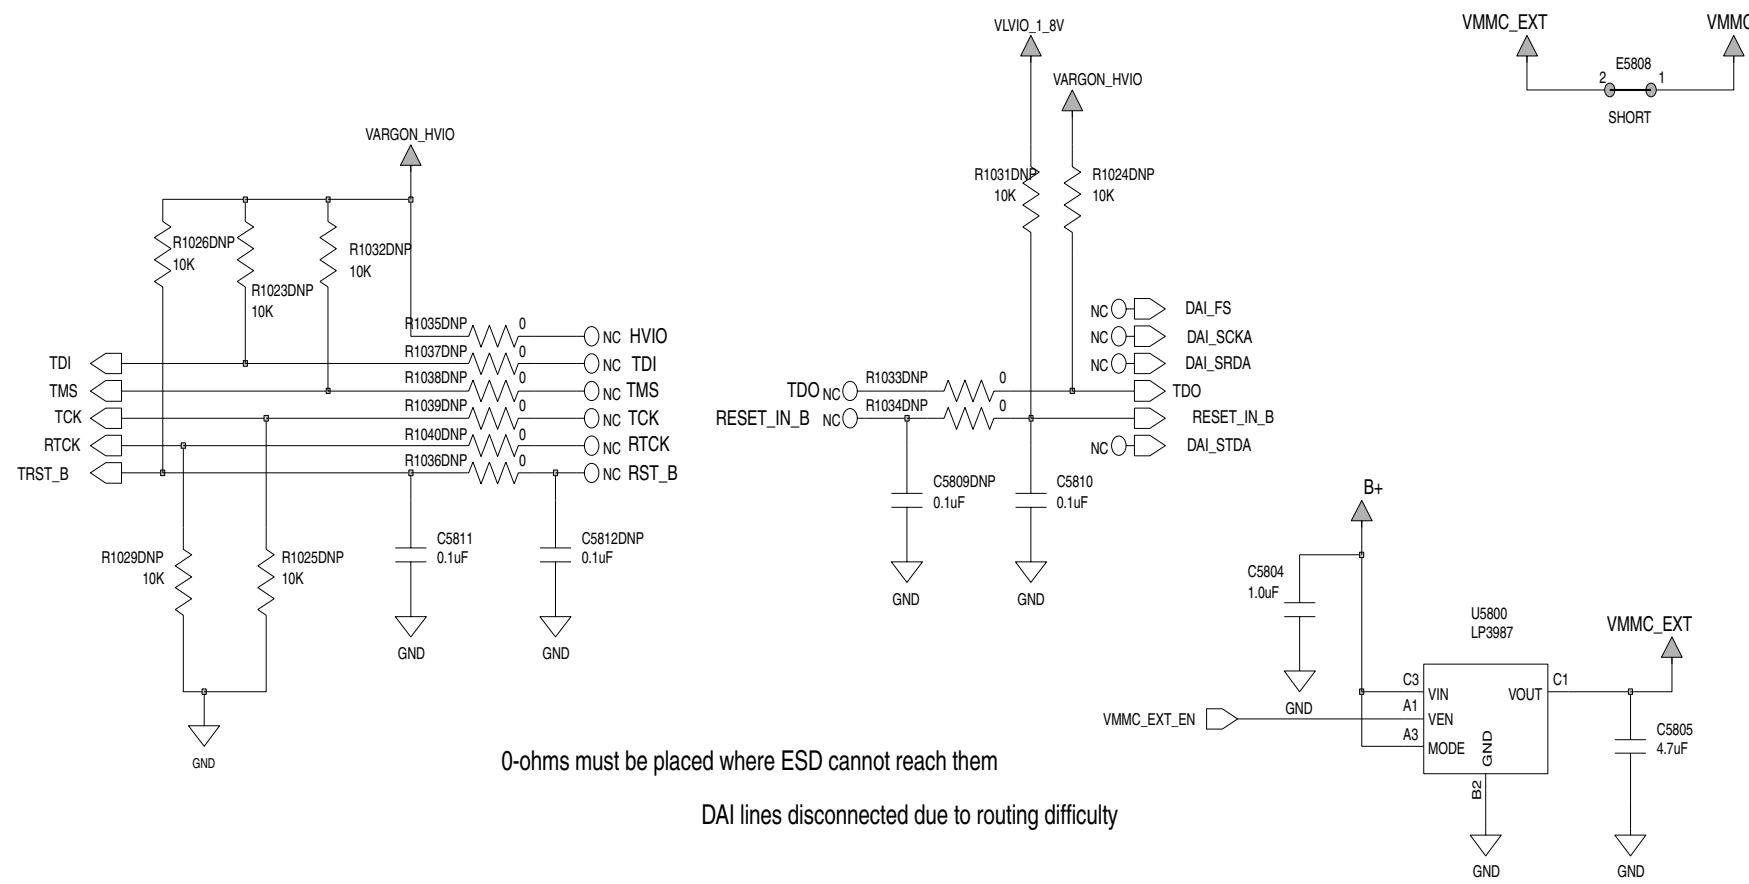 VLVIO_1_8V
VARGON_HVIO
VMMC_EXT
VMMC
E5808
2
1
SHORT
VARGON_HVIO
R1031DNP
10K
R1024DNP
10K
R1026DNP
10K
R1032DNP
10K
R1023DNP
10K
R1035DNP 0 NC HVIO
TDI R1037DNP 0 NC TDI
TMS R1038DNP 0 NC TMS
TCK R1039DNP 0 NC TCK
RTCK R1040DNP 0 NC RTCK
TRST_B R1036DNP 0 NC RST_B
NC DAI_FS
NC DAI_SCKA
NC DAI_SRDA
TDO NC R1033DNP 0 TDO
RESET_IN_B NC R1034DNP 0 RESET_IN_B
NC DAI_STDA
C5809DNP
0.1uF
C5810
0.1uF
GND
GND
R1029DNP
10K
R1025DNP
10K
C5811
0.1uF
C5812DNP
0.1uF
GND
GND
GND
B+
C5804
1.0uF
GND
U5800
LP3987
VMMC_EXT
C3
VIN
VOUT
C1
VMMC_EXT_EN
A1
VEN
A3
MODE
GND
B2
C5805
4.7uF
GND
GND
0-ohms must be placed where ESD cannot reach them
DAI lines disconnected due to routing difficulty